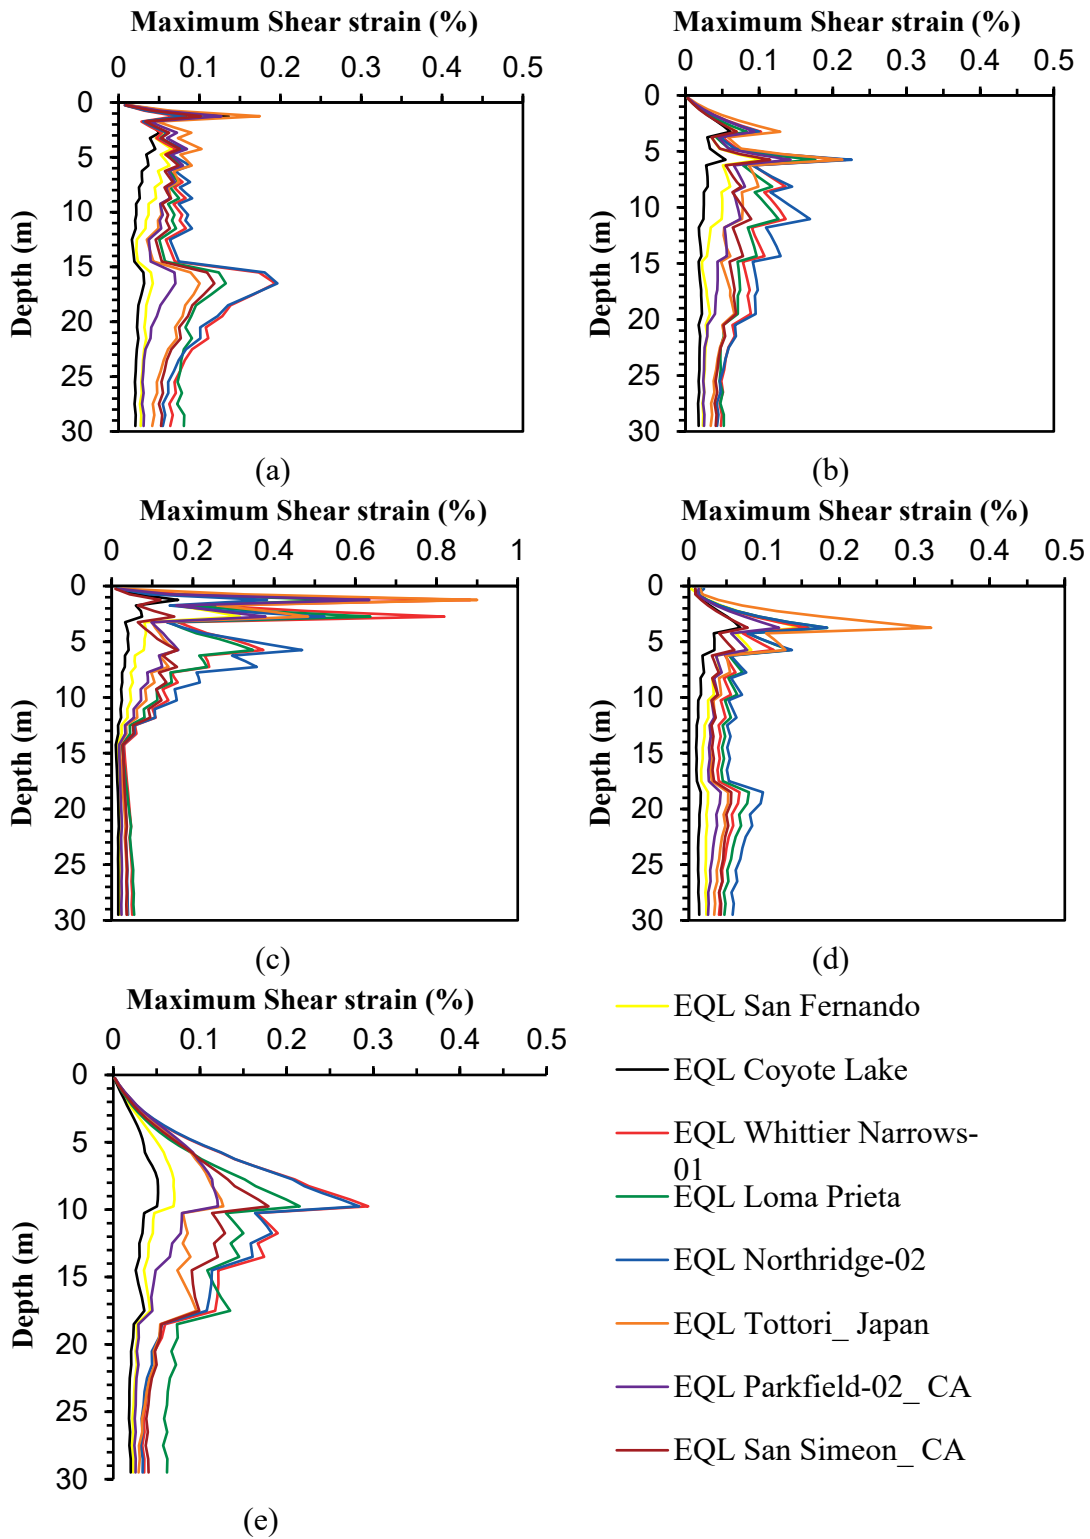 Maximum Shear strain (%)
0 0.1 0.2 0.3 0.4 0.5
0
5
10
15
20
25
30
Depth (m)
(a)
Maximum Shear strain (%)
0 0.1 0.2 0.3 0.4 0.5
0
5
10
15
20
25
30
Depth (m)
(b)
Maximum Shear strain (%)
0 0.2 0.4 0.6 0.8 1
0
5
10
15
20
25
30
Depth (m)
(c)
Maximum Shear strain (%)
0 0.1 0.2 0.3 0.4 0.5
0
5
10
15
20
25
30
Depth (m)
(d)
Maximum Shear strain (%)
0 0.1 0.2 0.3 0.4 0.5
0
5
10
15
20
25
30
Depth (m)
(e)
EQL San Fernando
EQL Coyote Lake
EQL Whittier Narrows-
01
EQL Loma Prieta
EQL Northridge-02
EQL Tottori_ Japan
EQL Parkfield-02_ CA
EQL San Simeon_ CA